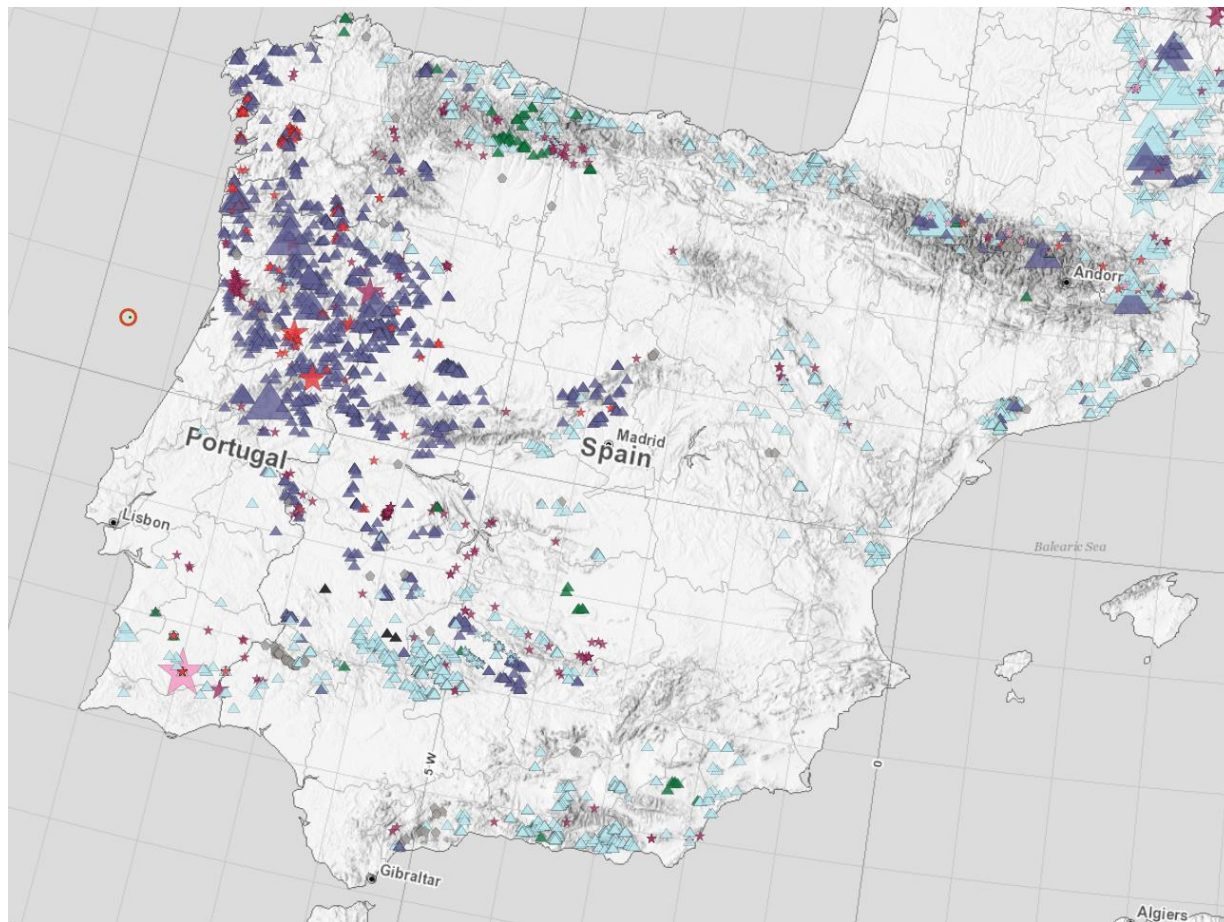 Andorr
Madrid
Spain
Portugal
Lisbon
Balearic Sea
5 W
0
Gibraltar
Algiers